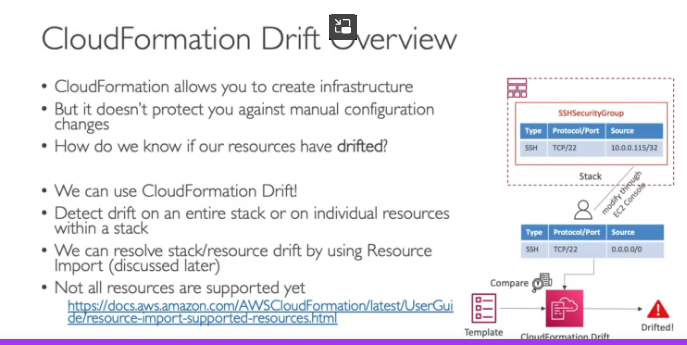 CloudFormation Drift Overview
• CloudFormation allows you to create infrastructure
• But it doesn't protect you against manual configuration
changes
• How do we know if our resources have drifted?
• We can use CloudFormation Drift!
• Detect drift on an entire stack or on individual resources
within a stack
• We can resolve stack/resource drift by using Resource
Import (discussed later)
• Not all resources are supported yet
https://docs.aws.amazon.com/AWSCloudFormation/latest/UserGui
de/resource-import-supported-resources.html
SSHSecurityGroup
Type Protocol/Port Source
SSH TCP/22 10.0.0.115/32
Stack
modify through
EC2 Console
Type Protocol/Port Source
SSH TCP/22 0.0.0.0/0
Compare
Template
CloudFormation Drift
Drifted!